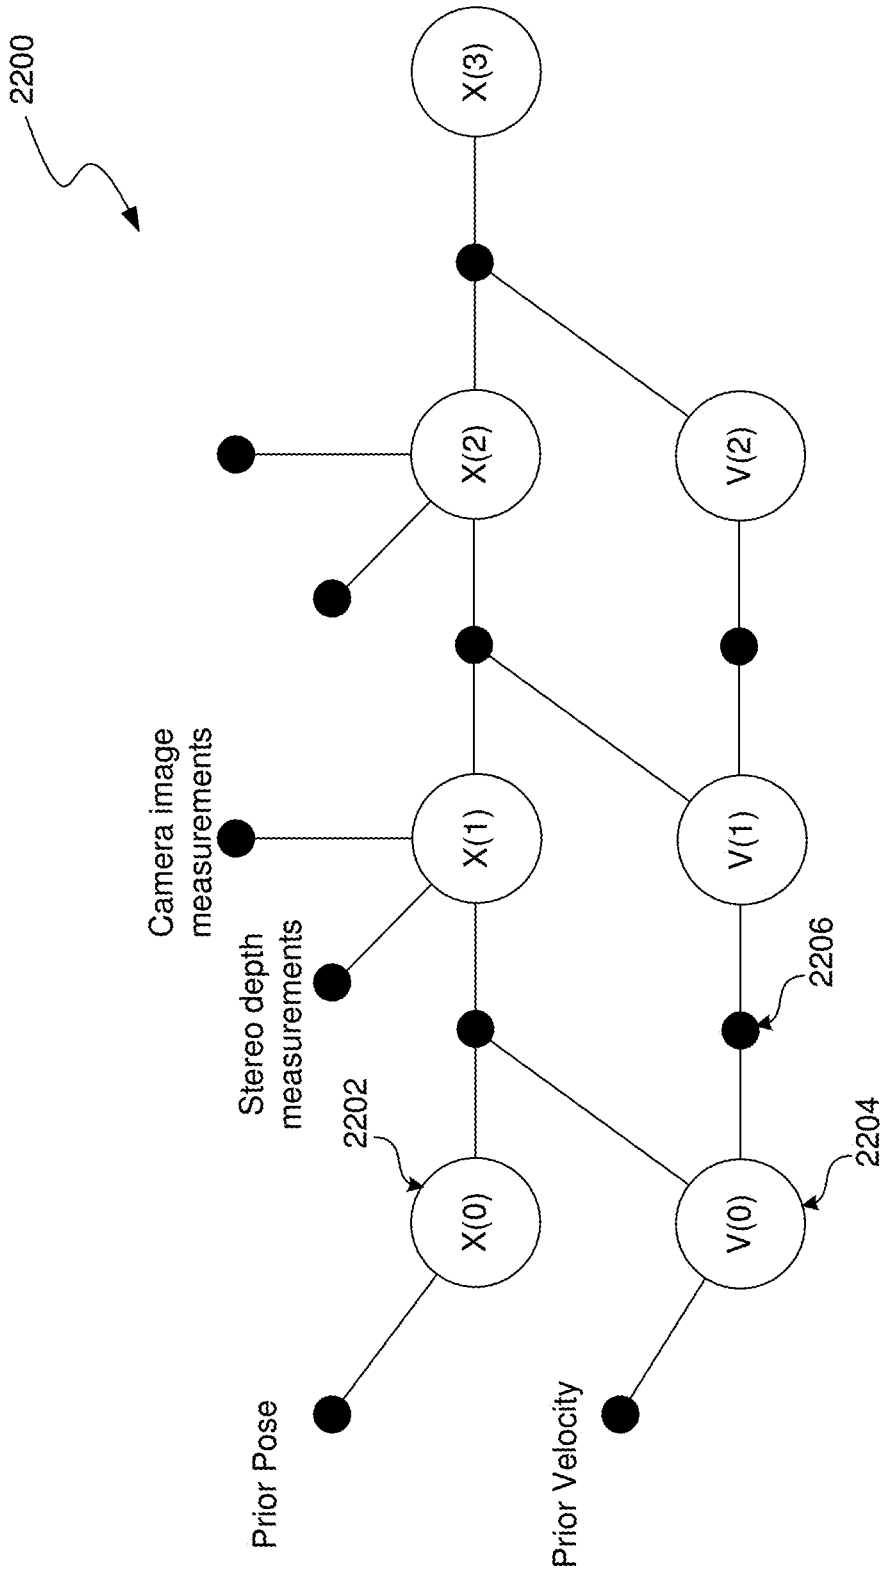 2200
Camera image
measurements
Stereo depth
measurements
Prior Pose
2202
X(0)
X(1)
X(2)
X(3)
Prior Velocity
V(0)
V(1)
V(2)
2204
2206